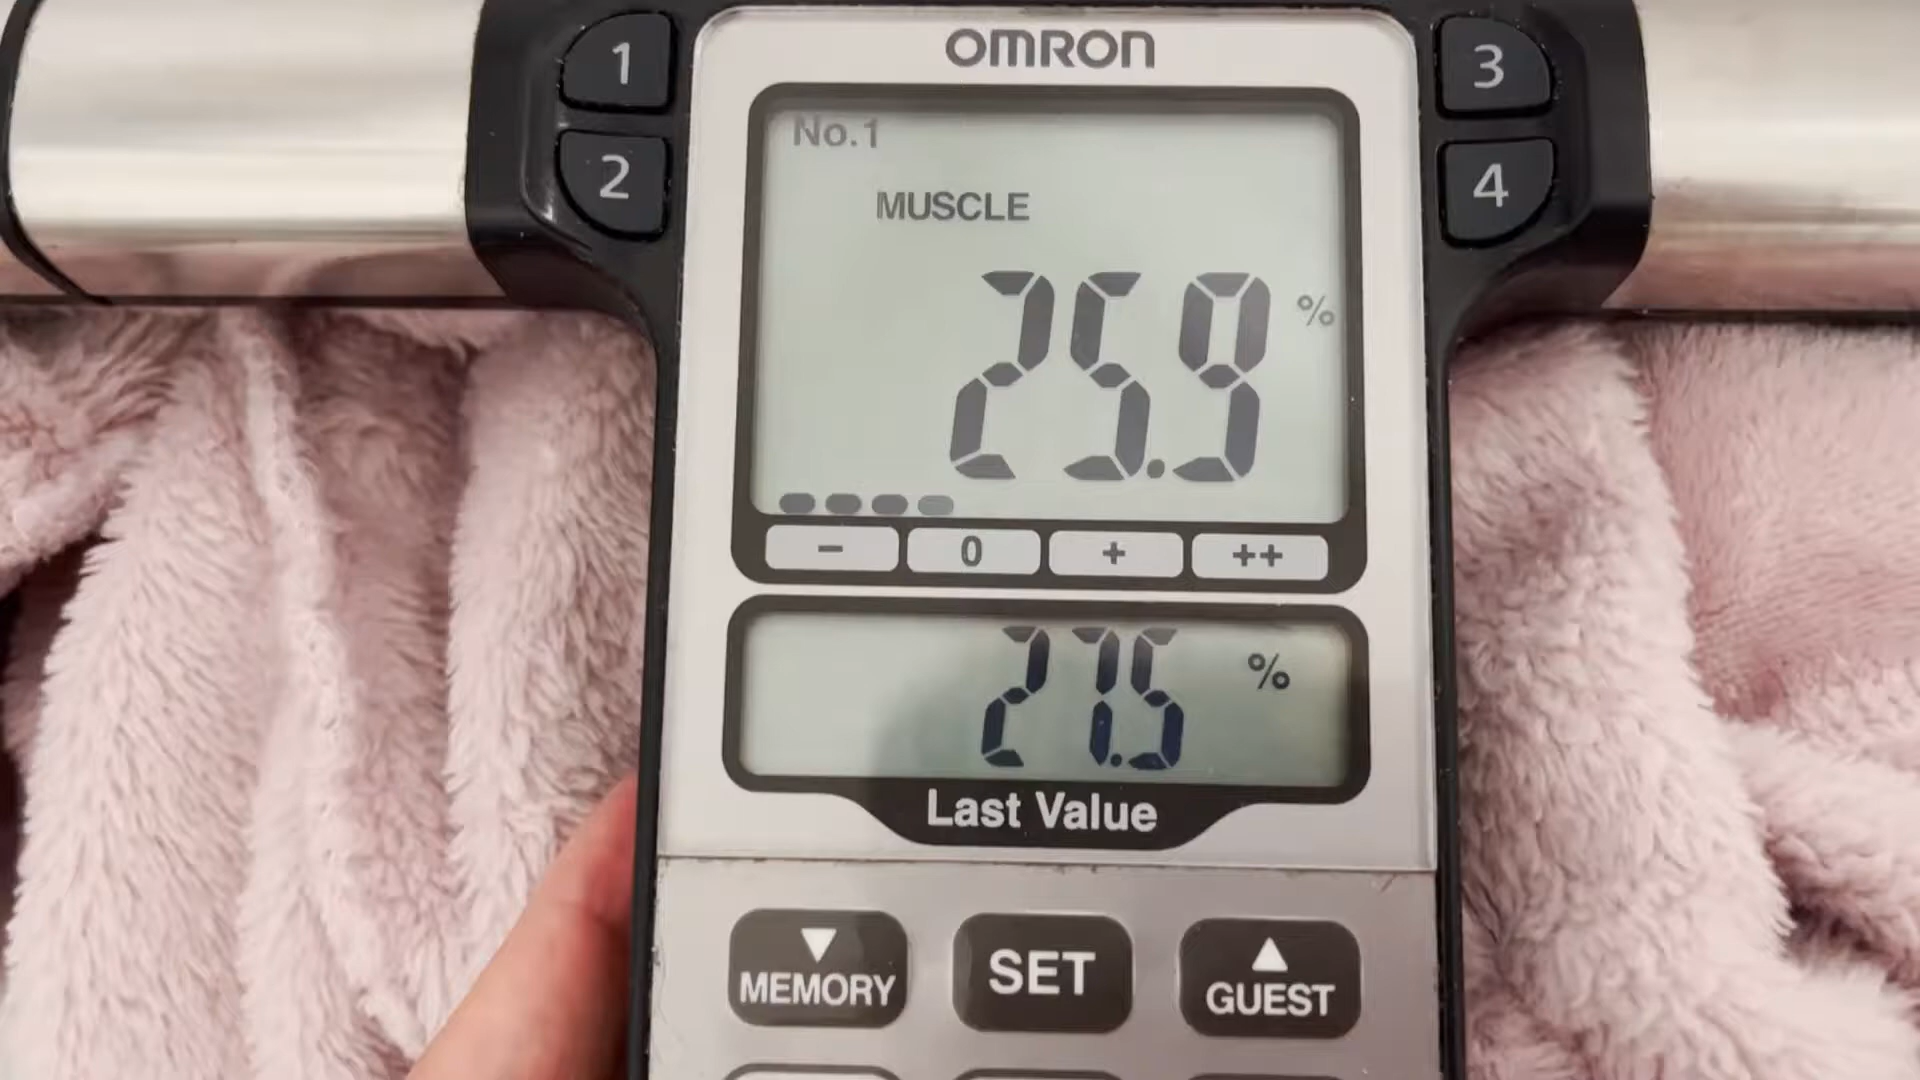 OMRON
1
2
3
4
No.1
MUSCLE
25.9 %
− 0 + ++
27.5 %
Last Value
▼ ▲
MEMORY SET GUEST